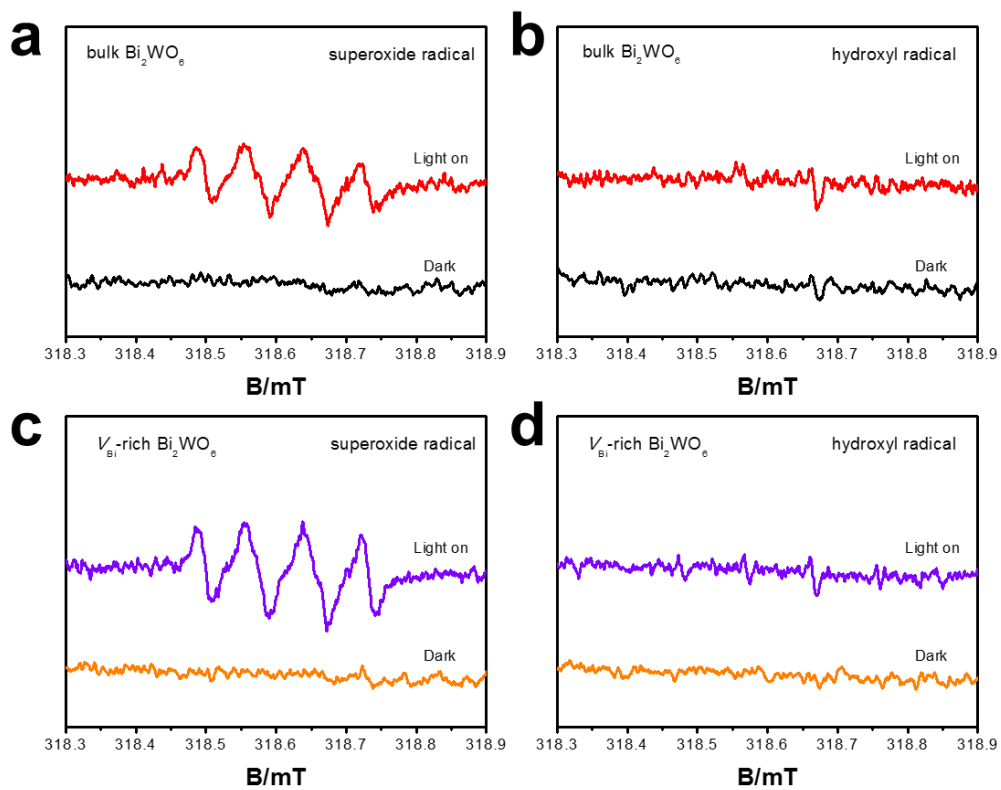 a
bulk Bi₂WO₆ superoxide radical
Light on
Dark
318.3 318.4 318.5 318.6 318.7 318.8 318.9
B/mT
b
bulk Bi₂WO₆ hydroxyl radical
Light on
Dark
318.3 318.4 318.5 318.6 318.7 318.8 318.9
B/mT
c
V_Bi-rich Bi₂WO₆ superoxide radical
Light on
Dark
318.3 318.4 318.5 318.6 318.7 318.8 318.9
B/mT
d
V_Bi-rich Bi₂WO₆ hydroxyl radical
Light on
Dark
318.3 318.4 318.5 318.6 318.7 318.8 318.9
B/mT